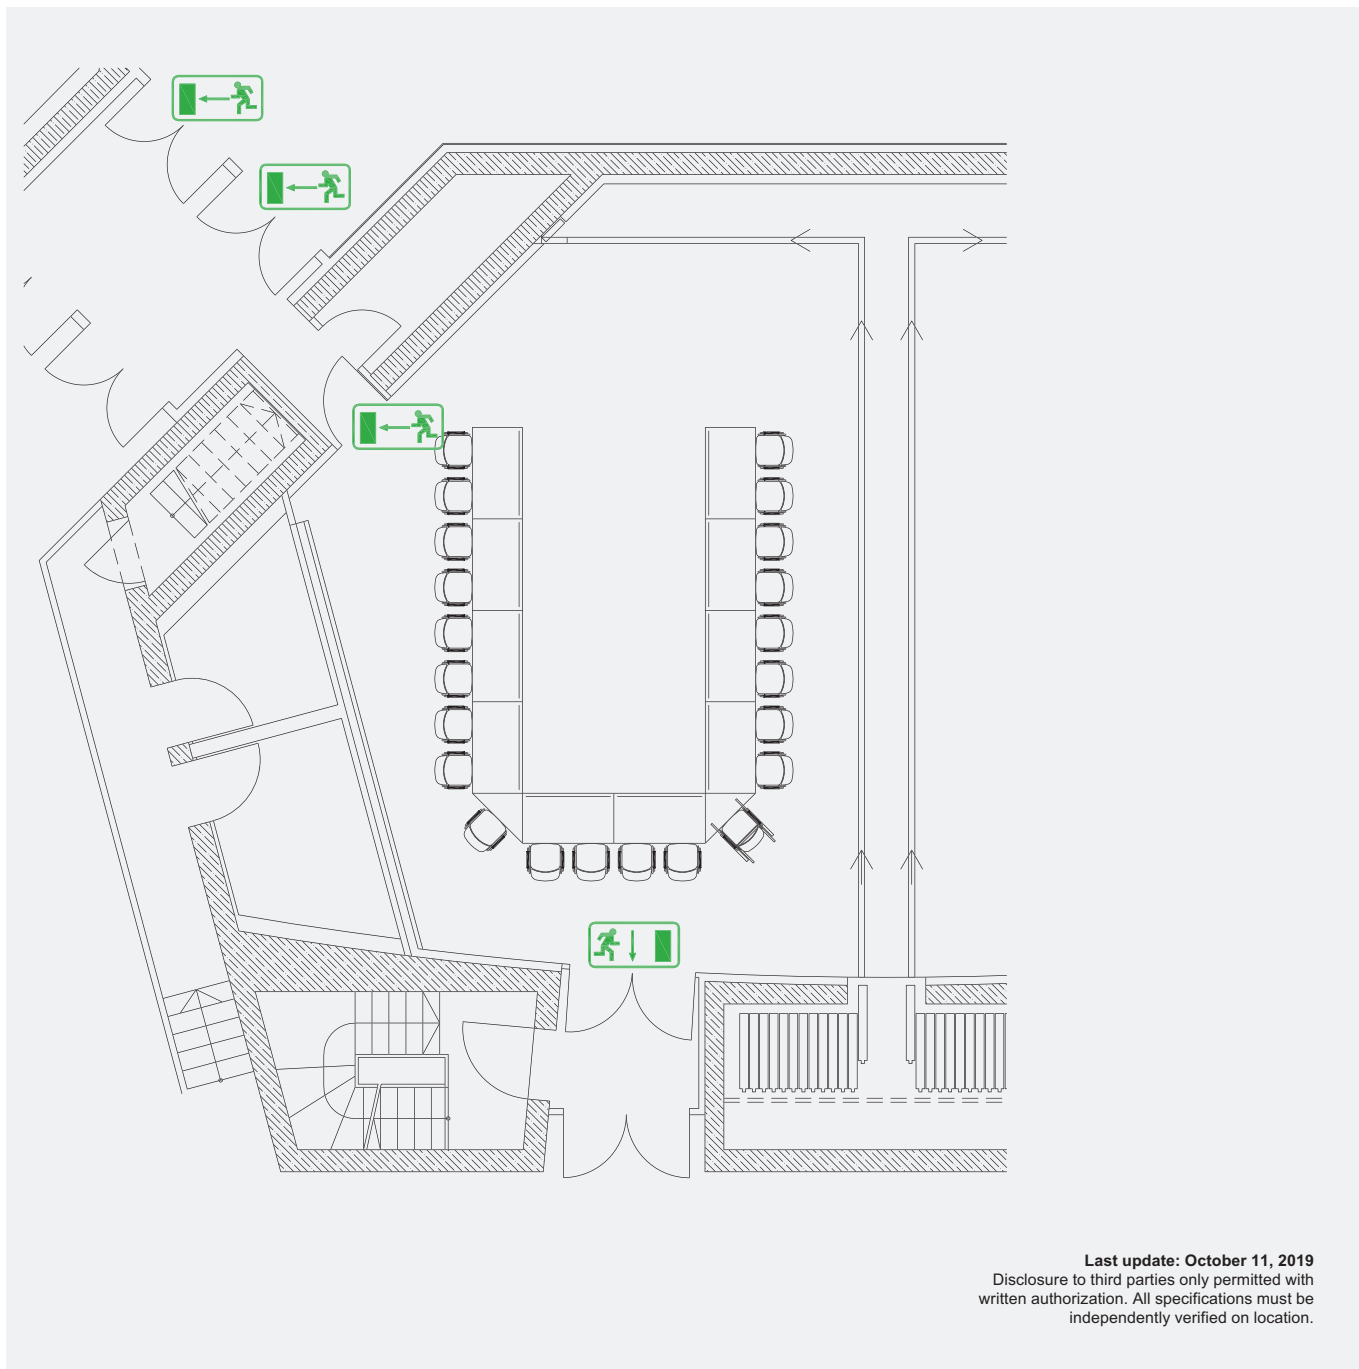 Last update: October 11, 2019
Disclosure to third parties only permitted with
written authorization. All specifications must be
independently verified on location.